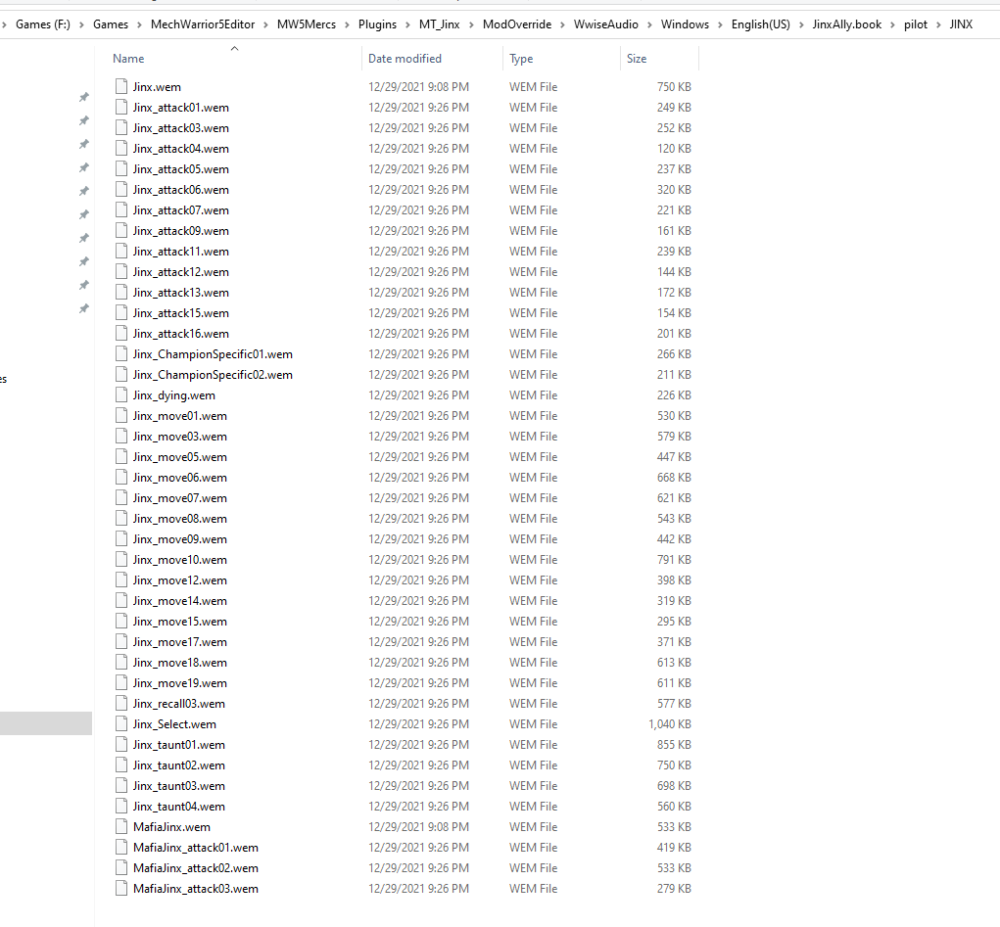 Games (F:) > Games > MechWarrior5Editor > MW5Mercs > Plugins > MT_Jinx > ModOverride > WwiseAudio > Windows > English(US) > JinxAlly.book > pilot > JINX
Name Date modified Type Size
Jinx.wem 12/29/2021 9:08 PM WEM File 750 KB
Jinx_attack01.wem 12/29/2021 9:26 PM WEM File 249 KB
Jinx_attack03.wem 12/29/2021 9:26 PM WEM File 252 KB
Jinx_attack04.wem 12/29/2021 9:26 PM WEM File 120 KB
Jinx_attack05.wem 12/29/2021 9:26 PM WEM File 237 KB
Jinx_attack06.wem 12/29/2021 9:26 PM WEM File 320 KB
Jinx_attack07.wem 12/29/2021 9:26 PM WEM File 221 KB
Jinx_attack09.wem 12/29/2021 9:26 PM WEM File 161 KB
Jinx_attack11.wem 12/29/2021 9:26 PM WEM File 239 KB
Jinx_attack12.wem 12/29/2021 9:26 PM WEM File 144 KB
Jinx_attack13.wem 12/29/2021 9:26 PM WEM File 172 KB
Jinx_attack15.wem 12/29/2021 9:26 PM WEM File 154 KB
Jinx_attack16.wem 12/29/2021 9:26 PM WEM File 201 KB
Jinx_ChampionSpecific01.wem 12/29/2021 9:26 PM WEM File 266 KB
Jinx_ChampionSpecific02.wem 12/29/2021 9:26 PM WEM File 211 KB
es
Jinx_dying.wem 12/29/2021 9:26 PM WEM File 226 KB
Jinx_move01.wem 12/29/2021 9:26 PM WEM File 530 KB
Jinx_move03.wem 12/29/2021 9:26 PM WEM File 579 KB
Jinx_move05.wem 12/29/2021 9:26 PM WEM File 447 KB
Jinx_move06.wem 12/29/2021 9:26 PM WEM File 668 KB
Jinx_move07.wem 12/29/2021 9:26 PM WEM File 621 KB
Jinx_move08.wem 12/29/2021 9:26 PM WEM File 543 KB
Jinx_move09.wem 12/29/2021 9:26 PM WEM File 442 KB
Jinx_move10.wem 12/29/2021 9:26 PM WEM File 791 KB
Jinx_move12.wem 12/29/2021 9:26 PM WEM File 398 KB
Jinx_move14.wem 12/29/2021 9:26 PM WEM File 319 KB
Jinx_move15.wem 12/29/2021 9:26 PM WEM File 295 KB
Jinx_move17.wem 12/29/2021 9:26 PM WEM File 371 KB
Jinx_move18.wem 12/29/2021 9:26 PM WEM File 613 KB
Jinx_move19.wem 12/29/2021 9:26 PM WEM File 611 KB
Jinx_recall03.wem 12/29/2021 9:26 PM WEM File 577 KB
Jinx_Select.wem 12/29/2021 9:26 PM WEM File 1,040 KB
Jinx_taunt01.wem 12/29/2021 9:26 PM WEM File 855 KB
Jinx_taunt02.wem 12/29/2021 9:26 PM WEM File 750 KB
Jinx_taunt03.wem 12/29/2021 9:26 PM WEM File 698 KB
Jinx_taunt04.wem 12/29/2021 9:26 PM WEM File 560 KB
MafiaJinx.wem 12/29/2021 9:08 PM WEM File 533 KB
MafiaJinx_attack01.wem 12/29/2021 9:26 PM WEM File 419 KB
MafiaJinx_attack02.wem 12/29/2021 9:26 PM WEM File 533 KB
MafiaJinx_attack03.wem 12/29/2021 9:26 PM WEM File 279 KB